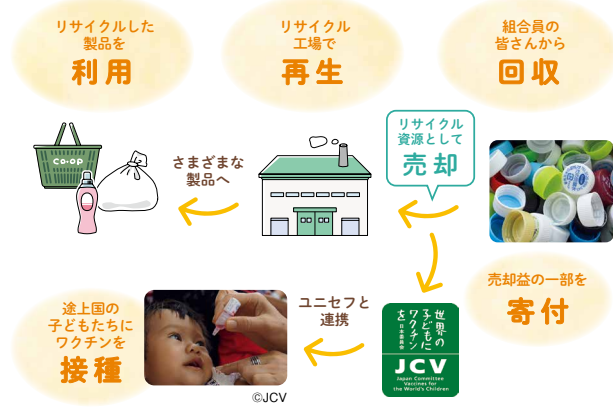 リサイクルした
製品を
利用
リサイクル
工場で
再生
組合員の
皆さんから
回収
リサイクル
資源として
売却
co·op
さまざまな
製品へ
売却益の一部を
寄付
途上国の
子どもたちに
ワクチンを
接種
ユニセフと
連携
世界の
子どもに
ワクチンを
日本委員会
JCV
Japan Committee
Vaccines for
the World's Children
©JCV